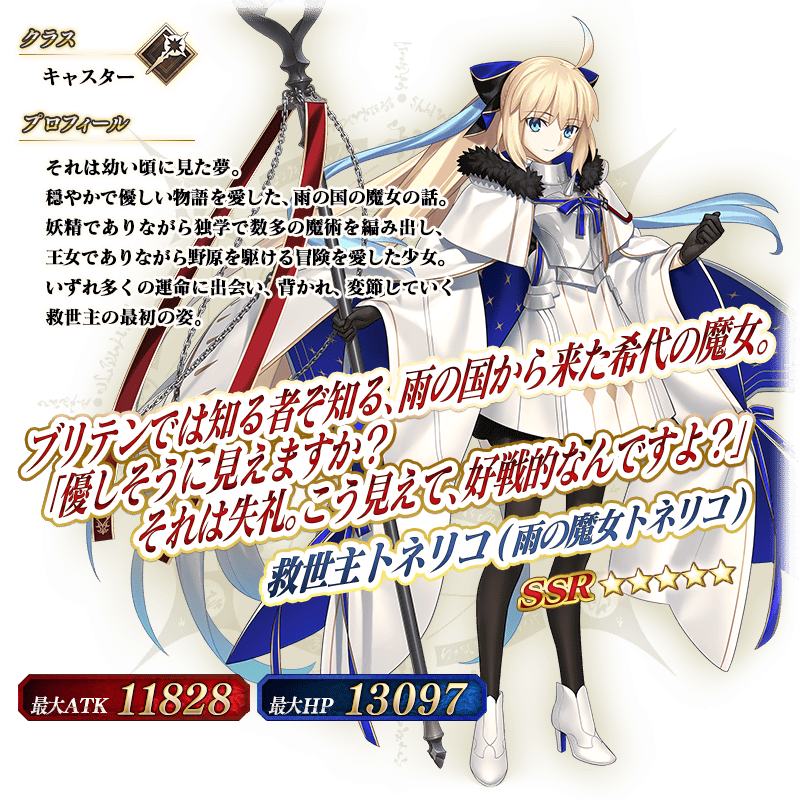 クラス
キャスター
プロフィール
それは幼い頃に見た夢。
穏やかで優しい物語を愛した、雨の国の魔女の話。
妖精でありながら独学で数多の魔術を編み出し、
王女でありながら野原を駆ける冒険を愛した少女。
いずれ多くの運命に出会い、背かれ、変節していく
救世主の最初の姿。
ブリテンでは知る者ぞ知る、雨の国から来た希代の魔女。
「優しそうに見えますか?
それは失礼。こう見えて、好戦的なんですよ?」
救世主トネリコ(雨の魔女トネリコ)
SSR ☆☆☆☆☆
最大ATK 11828
最大HP 13097